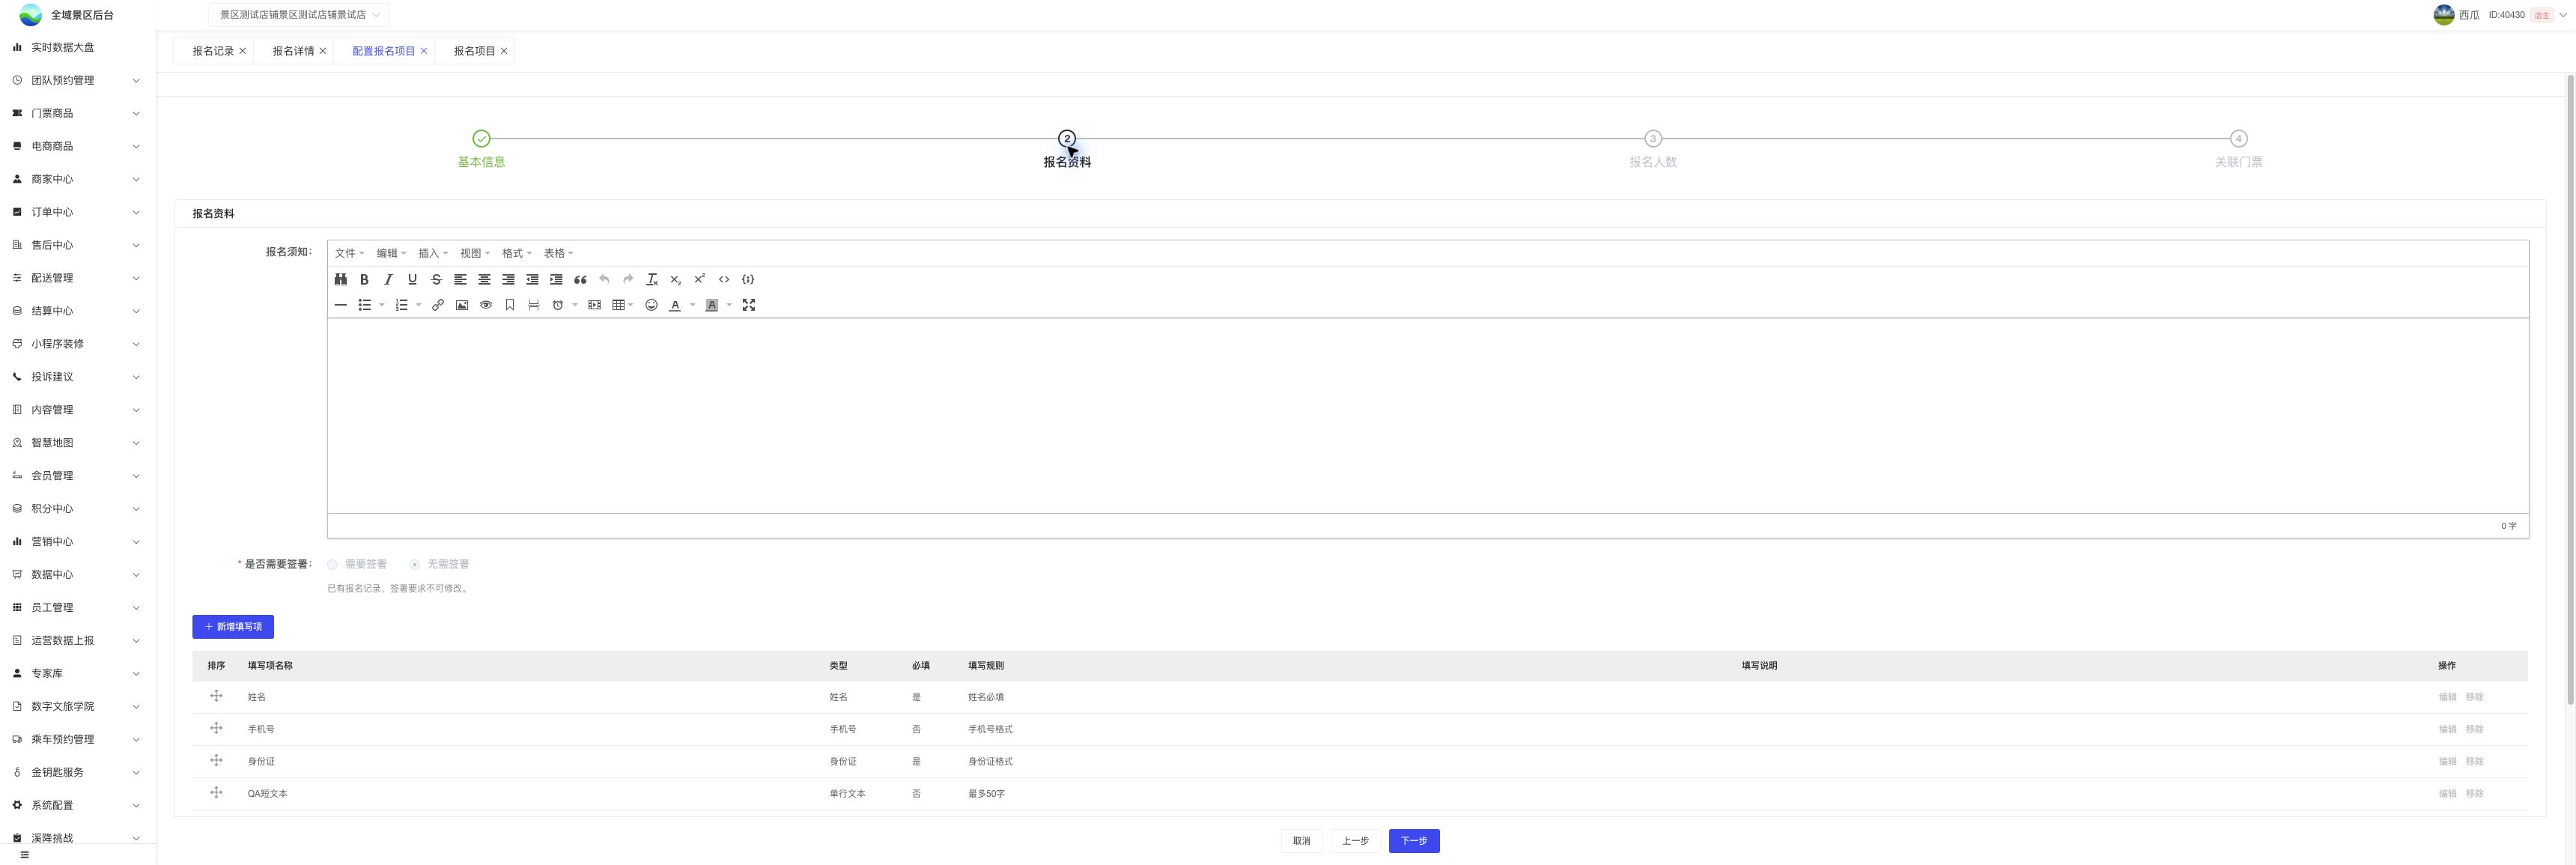 全域景区后台
景区测试店铺景区测试店铺景试店
西瓜 ID:40430 店主
实时数据大盘
团队预约管理
门票商品
电商商品
商家中心
订单中心
售后中心
配送管理
结算中心
小程序装修
投诉建议
内容管理
智慧地图
会员管理
积分中心
营销中心
数据中心
员工管理
运营数据上报
专家库
数字文旅学院
乘车预约管理
金钥匙服务
系统配置
溪降挑战
报名记录 报名详情 配置报名项目 报名项目
2 3 4
基本信息 报名资料 报名人数 关联门票
报名资料
报名须知:
文件 编辑 插入 视图 格式 表格
0 字
* 是否需要签署: 需要签署 无需签署
已有报名记录，签署要求不可修改。
新增填写项
排序 填写项名称 类型 必填 填写规则 填写说明 操作
姓名 姓名 是 姓名必填 编辑 移除
手机号 手机号 否 手机号格式 编辑 移除
身份证 身份证 是 身份证格式 编辑 移除
QA短文本 单行文本 否 最多50字 编辑 移除
取消 上一步 下一步